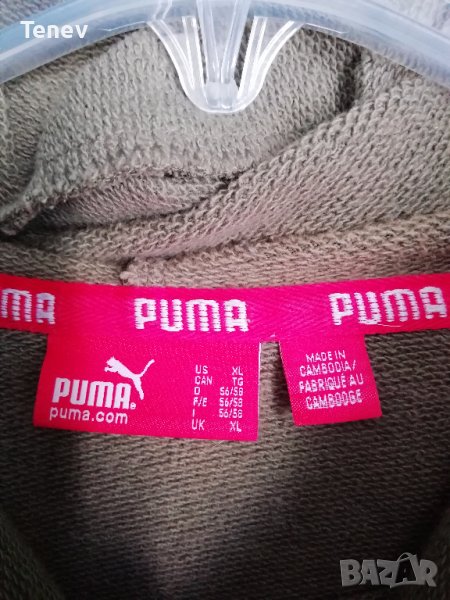 Tenev
PUMA PUMA PUMA
PUMA
puma.com
US XL
CAN TG
D 56/58
F/E 56/58
I 56/58
UK XL
MADE IN
CAMBODIA/
FABRIQUÉ AU
CAMBODGE
BAZAR